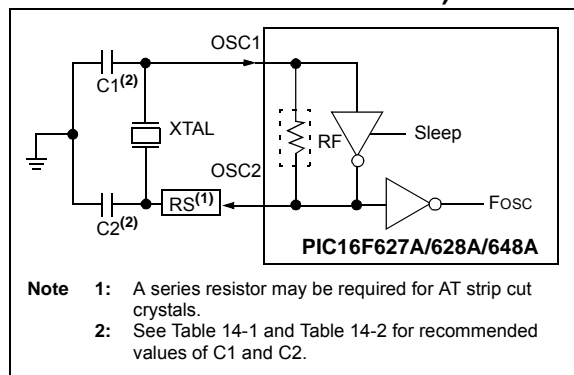 OSC1
C1(2)
XTAL
RF
Sleep
OSC2
RS(1)
FOSC
C2(2)
PIC16F627A/628A/648A
Note 1: A series resistor may be required for AT strip cut
crystals.
2: See Table 14-1 and Table 14-2 for recommended
values of C1 and C2.